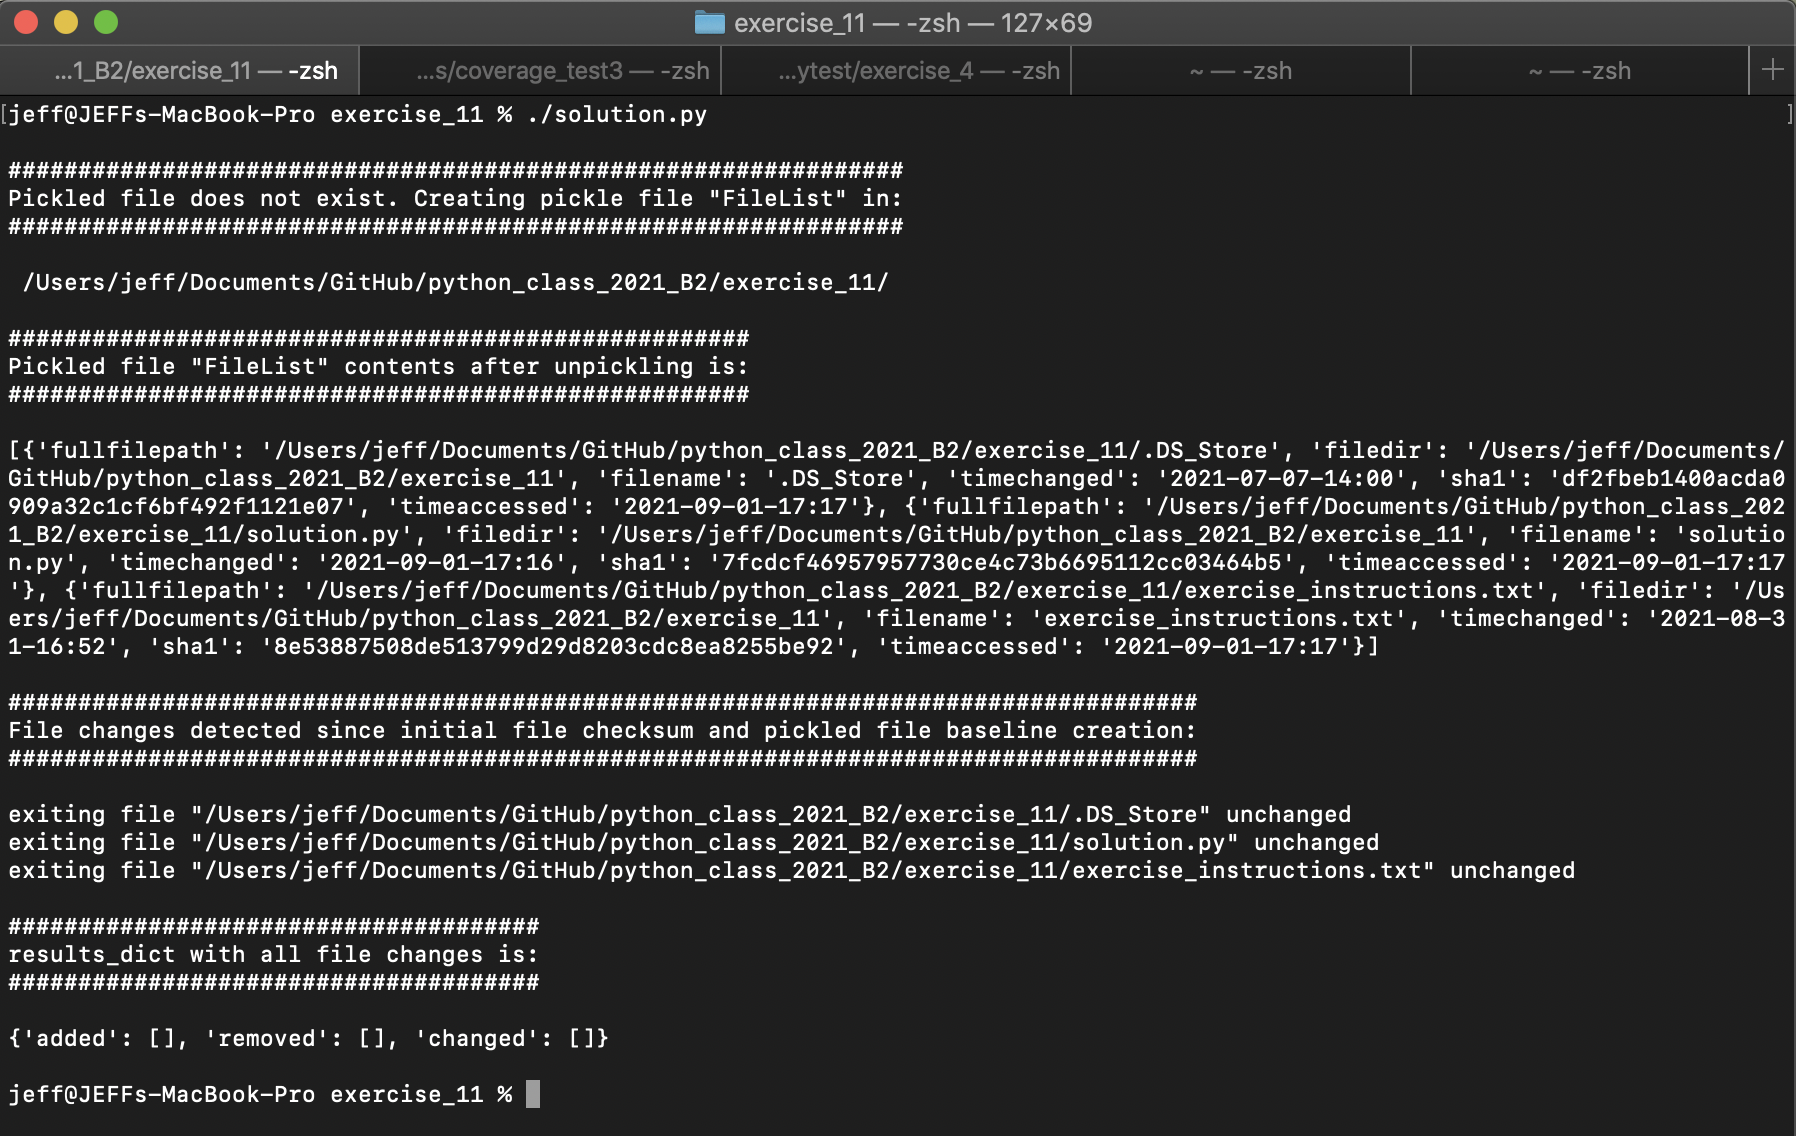 exercise_11 — -zsh — 127×69
...1_B2/exercise_11 — -zsh ...s/coverage_test3 — -zsh ...ytest/exercise_4 — -zsh ~ — -zsh ~ — -zsh +
[jeff@JEFFs-MacBook-Pro exercise_11 % ./solution.py ]
################################################################
Pickled file does not exist. Creating pickle file "FileList" in:
################################################################
/Users/jeff/Documents/GitHub/python_class_2021_B2/exercise_11/
#####################################################
Pickled file "FileList" contents after unpickling is:
#####################################################
[{'fullfilepath': '/Users/jeff/Documents/GitHub/python_class_2021_B2/exercise_11/.DS_Store', 'filedir': '/Users/jeff/Documents/
GitHub/python_class_2021_B2/exercise_11', 'filename': '.DS_Store', 'timechanged': '2021-07-07-14:00', 'sha1': 'df2fbeb1400acda0
909a32c1cf6bf492f1121e07', 'timeaccessed': '2021-09-01-17:17'}, {'fullfilepath': '/Users/jeff/Documents/GitHub/python_class_202
1_B2/exercise_11/solution.py', 'filedir': '/Users/jeff/Documents/GitHub/python_class_2021_B2/exercise_11', 'filename': 'solutio
n.py', 'timechanged': '2021-09-01-17:16', 'sha1': '7fcdcf46957957730ce4c73b6695112cc03464b5', 'timeaccessed': '2021-09-01-17:17
'}, {'fullfilepath': '/Users/jeff/Documents/GitHub/python_class_2021_B2/exercise_11/exercise_instructions.txt', 'filedir': '/Us
ers/jeff/Documents/GitHub/python_class_2021_B2/exercise_11', 'filename': 'exercise_instructions.txt', 'timechanged': '2021-08-3
1-16:52', 'sha1': '8e53887508de513799d29d8203cdc8ea8255be92', 'timeaccessed': '2021-09-01-17:17'}]
#####################################################################################
File changes detected since initial file checksum and pickled file baseline creation:
#####################################################################################
exiting file "/Users/jeff/Documents/GitHub/python_class_2021_B2/exercise_11/.DS_Store" unchanged
exiting file "/Users/jeff/Documents/GitHub/python_class_2021_B2/exercise_11/solution.py" unchanged
exiting file "/Users/jeff/Documents/GitHub/python_class_2021_B2/exercise_11/exercise_instructions.txt" unchanged
######################################
results_dict with all file changes is:
######################################
{'added': [], 'removed': [], 'changed': []}
jeff@JEFFs-MacBook-Pro exercise_11 %